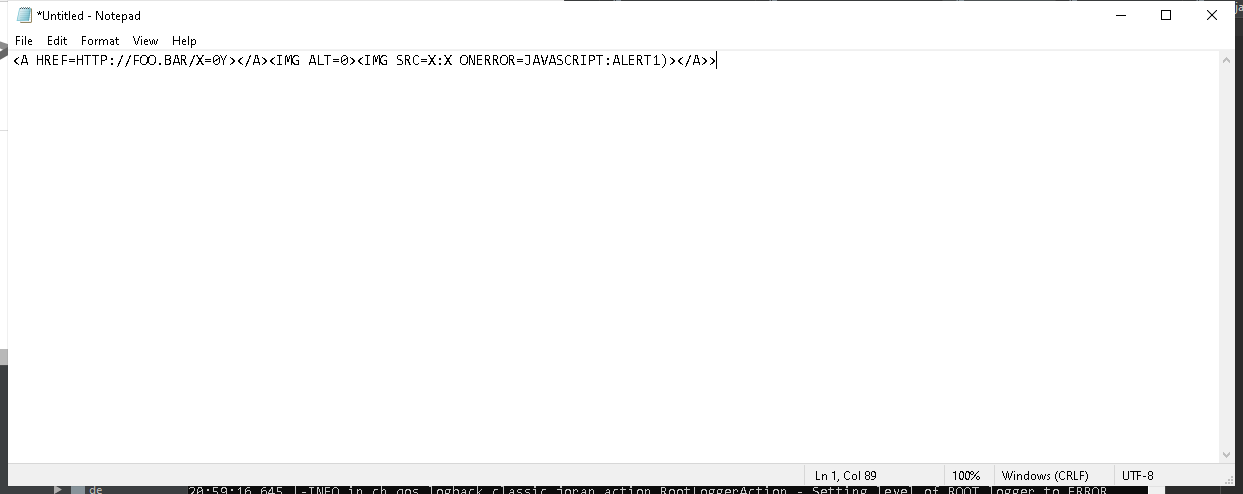 *Untitled - Notepad
File Edit Format View Help
<A HREF=HTTP://FOO.BAR/X=0Y></A><IMG ALT=0><IMG SRC=X:X ONERROR=JAVASCRIPT:ALERT1)></A>>
Ln 1, Col 89 100% Windows (CRLF) UTF-8
de 20:59:16,645 |-INFO in ch.qos.logback.classic.joran.action.RootLoggerAction - Setting level of ROOT logger to ERROR